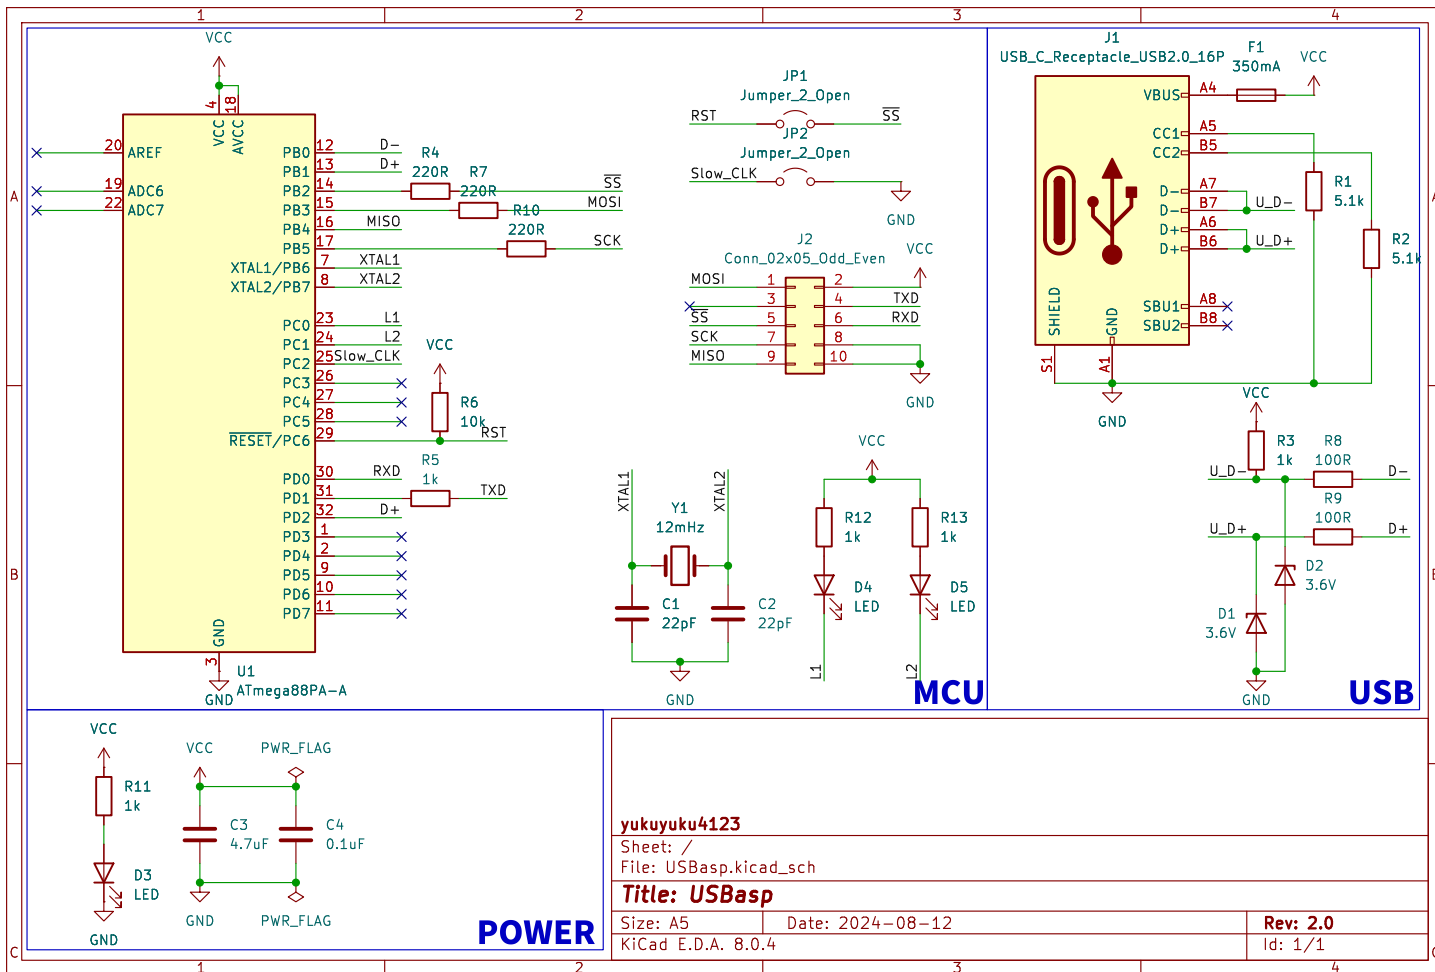 1 2 3 4
A
B
C
1 2 3 4
A
B
C
VCC
4
VCC
18
AVCC
20 AREF
19 ADC6
22 ADC7
PB0 12 D-
PB1 13 D+
PB2 14
R4
220R
SS
PB3 15
R7
220R
MOSI
PB4 16 MISO
PB5 17
R10
220R
SCK
XTAL1/PB6 7 XTAL1
XTAL2/PB7 8 XTAL2
PC0 23 L1
PC1 24 L2
PC2 25 Slow_CLK
PC3 26
PC4 27
PC5 28
RESET/PC6 29 RST
VCC
R6
10k
PD0 30 RXD
PD1 31
R5
1k
TXD
PD2 32 D+
PD3 1
PD4 2
PD5 9
PD6 10
PD7 11
GND
3
GND
U1
ATmega88PA-A
JP1
Jumper_2_Open
RST SS
JP2
Jumper_2_Open
Slow_CLK
GND
J2
Conn_02x05_Odd_Even
VCC
MOSI 1 2
3 4 TXD
SS 5 6 RXD
SCK 7 8
MISO 9 10
GND
XTAL1
XTAL2
Y1
12mHz
C1
22pF
C2
22pF
GND
VCC
R12
1k
R13
1k
D4
LED
D5
LED
L1
L2
MCU
J1
USB_C_Receptacle_USB2.0_16P
F1
350mA
VCC
VBUS A4
CC1 A5
CC2 B5
D- A7
D- B7 U_D-
D+ A6
D+ B6 U_D+
SBU1 A8
SBU2 B8
SHIELD
GND
S1
A1
GND
R1
5.1k
R2
5.1k
VCC
R3
1k
U_D-
R8
100R
D-
U_D+
R9
100R
D+
D2
3.6V
D1
3.6V
GND
USB
VCC
R11
1k
D3
LED
GND
VCC
PWR_FLAG
C3
4.7uF
C4
0.1uF
GND
PWR_FLAG
POWER
yukuyuku4123
Sheet: /
File: USBasp.kicad_sch
Title: USBasp
Size: A5 Date: 2024-08-12 Rev: 2.0
KiCad E.D.A. 8.0.4 Id: 1/1